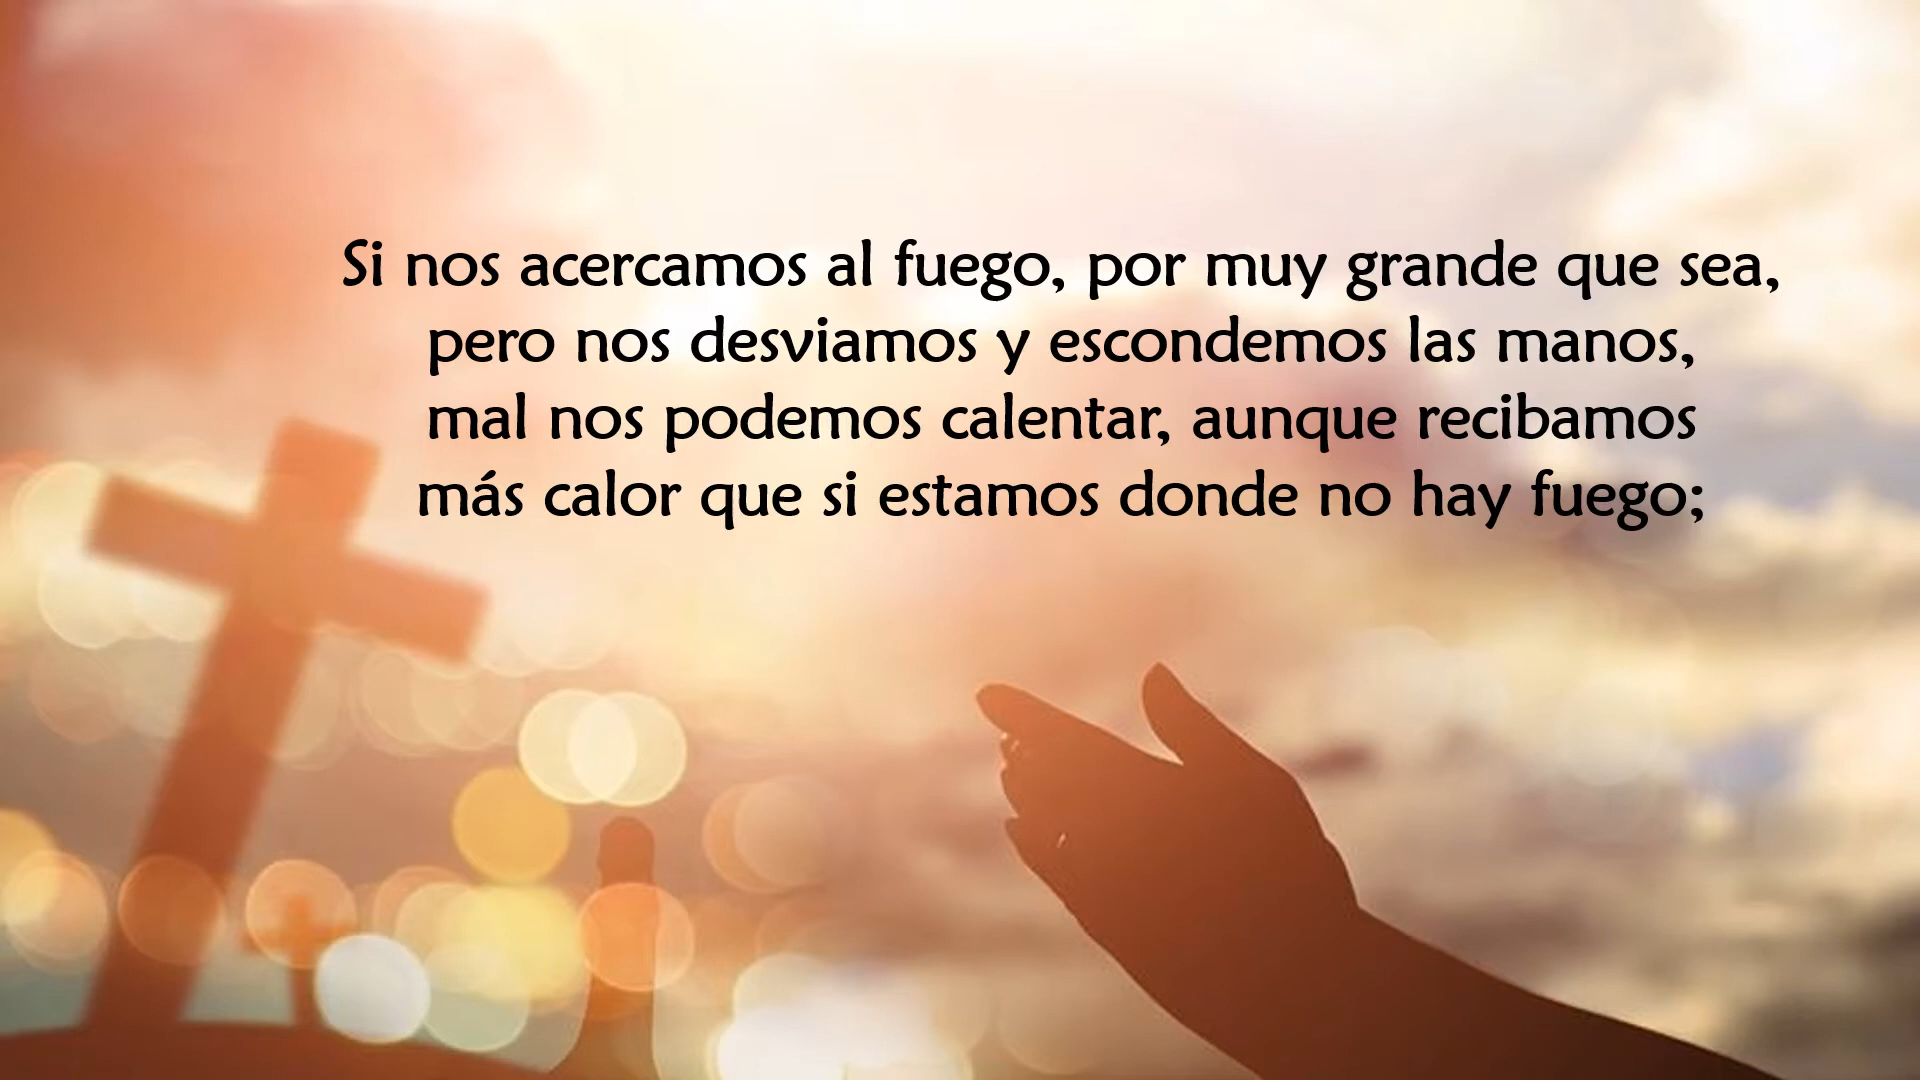 Si nos acercamos al fuego, por muy grande que sea,
pero nos desviamos y escondemos las manos,
mal nos podemos calentar, aunque recibamos
más calor que si estamos donde no hay fuego;